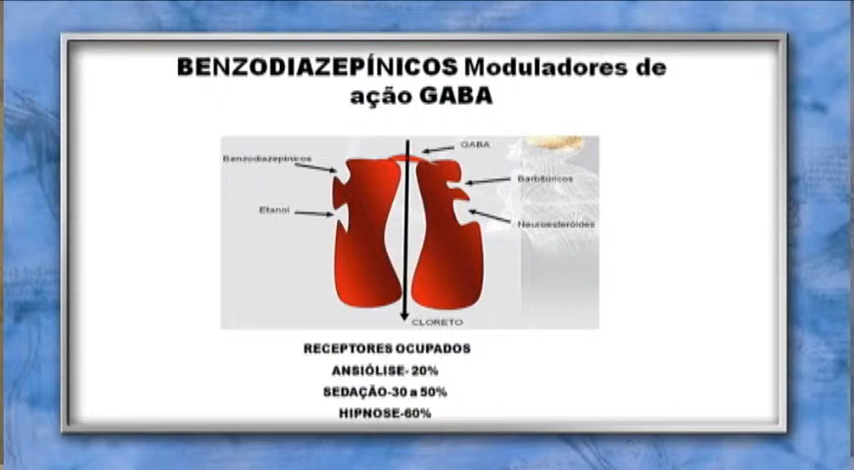 BENZODIAZEPÍNICOS Moduladores de
ação GABA
GABA
Benzodiazepínicos
Barbitúricos
Etanol
Neuroesteróides
CLORETO
RECEPTORES OCUPADOS
ANSIÓLISE- 20%
SEDAÇÃO-30 a 50%
HIPNOSE-60%